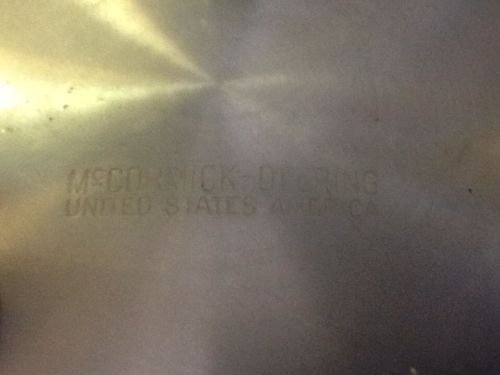 McCORMICK-DEERING
UNITED STATES AMERICA